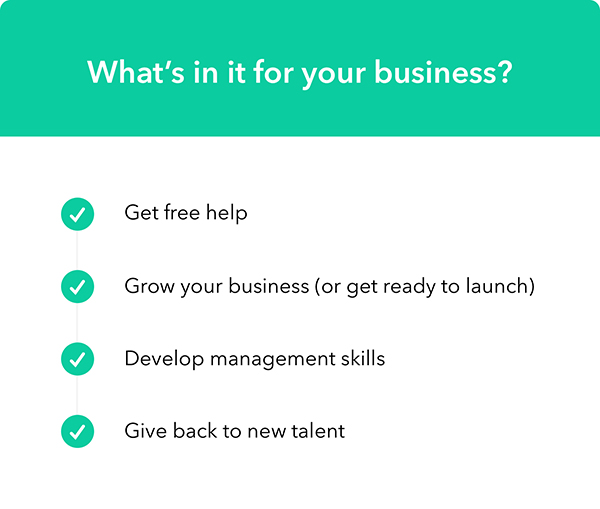 What’s in it for your business?
Get free help
Grow your business (or get ready to launch)
Develop management skills
Give back to new talent